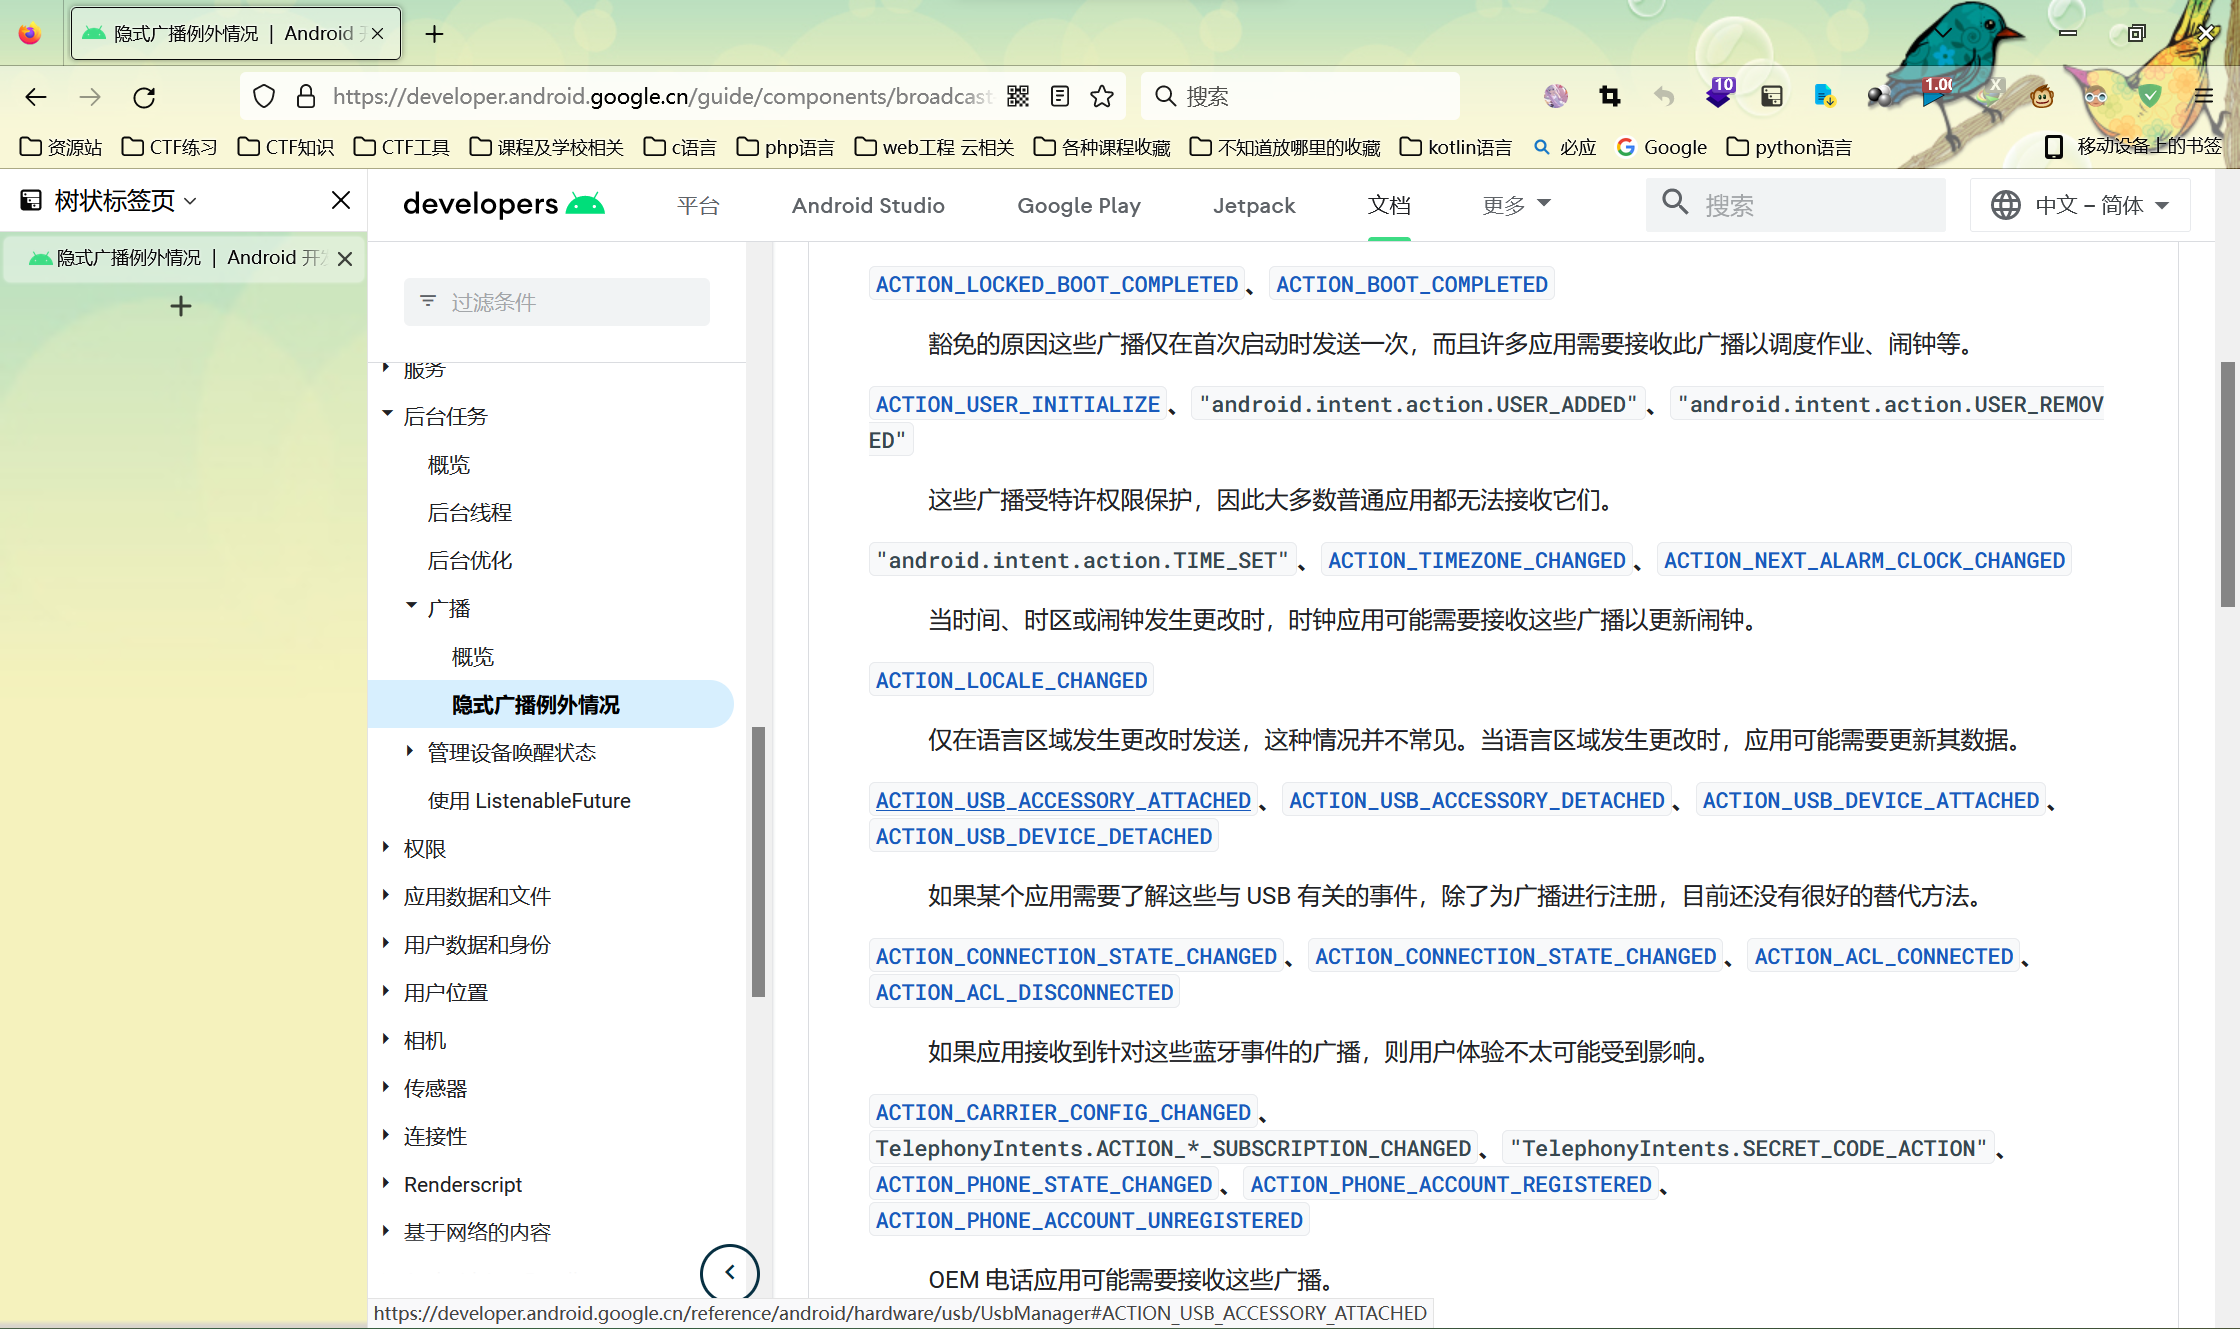 隐式广播例外情况 | Android 开
https://developer.android.google.cn/guide/components/broadcast
搜索
10
1.00
资源站
CTF练习
CTF知识
CTF工具
课程及学校相关
c语言
php语言
web工程 云相关
各种课程收藏
不知道放哪里的收藏
kotlin语言
必应
Google
python语言
移动设备上的书签
树状标签页
隐式广播例外情况 | Android 开发
developers
平台
Android Studio
Google Play
Jetpack
文档
更多
搜索
中文 – 简体
过滤条件
服务
后台任务
概览
后台线程
后台优化
广播
概览
隐式广播例外情况
管理设备唤醒状态
使用 ListenableFuture
权限
应用数据和文件
用户数据和身份
用户位置
相机
传感器
连接性
Renderscript
基于网络的内容
ACTION_LOCKED_BOOT_COMPLETED、ACTION_BOOT_COMPLETED
豁免的原因这些广播仅在首次启动时发送一次，而且许多应用需要接收此广播以调度作业、闹钟等。
ACTION_USER_INITIALIZE、"android.intent.action.USER_ADDED"、"android.intent.action.USER_REMOV
ED"
这些广播受特许权限保护，因此大多数普通应用都无法接收它们。
"android.intent.action.TIME_SET"、ACTION_TIMEZONE_CHANGED、ACTION_NEXT_ALARM_CLOCK_CHANGED
当时间、时区或闹钟发生更改时，时钟应用可能需要接收这些广播以更新闹钟。
ACTION_LOCALE_CHANGED
仅在语言区域发生更改时发送，这种情况并不常见。当语言区域发生更改时，应用可能需要更新其数据。
ACTION_USB_ACCESSORY_ATTACHED、ACTION_USB_ACCESSORY_DETACHED、ACTION_USB_DEVICE_ATTACHED、
ACTION_USB_DEVICE_DETACHED
如果某个应用需要了解这些与 USB 有关的事件，除了为广播进行注册，目前还没有很好的替代方法。
ACTION_CONNECTION_STATE_CHANGED、ACTION_CONNECTION_STATE_CHANGED、ACTION_ACL_CONNECTED、
ACTION_ACL_DISCONNECTED
如果应用接收到针对这些蓝牙事件的广播，则用户体验不太可能受到影响。
ACTION_CARRIER_CONFIG_CHANGED、
TelephonyIntents.ACTION_*_SUBSCRIPTION_CHANGED、"TelephonyIntents.SECRET_CODE_ACTION"、
ACTION_PHONE_STATE_CHANGED、ACTION_PHONE_ACCOUNT_REGISTERED、
ACTION_PHONE_ACCOUNT_UNREGISTERED
OEM 电话应用可能需要接收这些广播。
https://developer.android.google.cn/reference/android/hardware/usb/UsbManager#ACTION_USB_ACCESSORY_ATTACHED